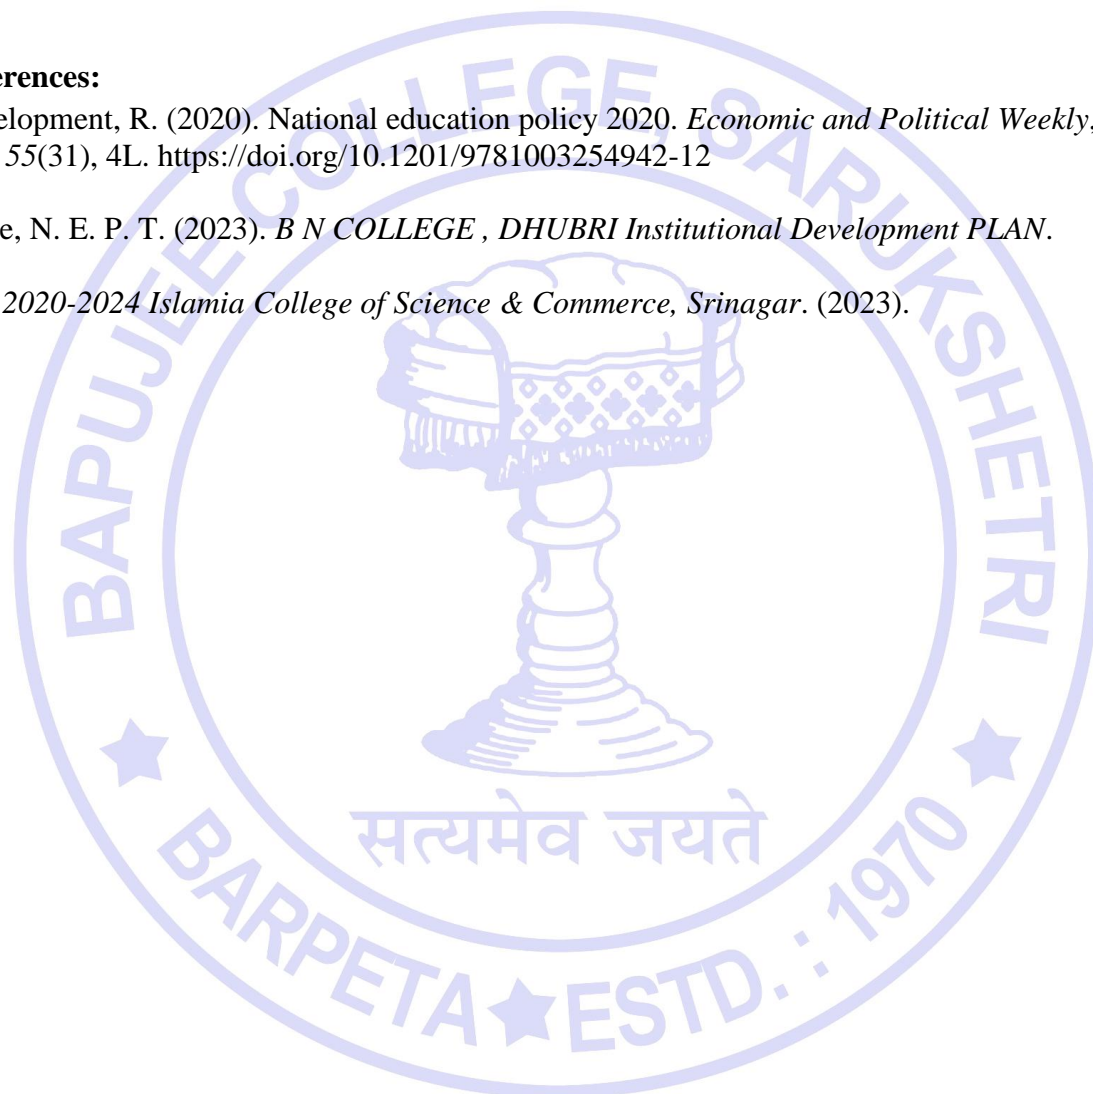 erences:
elopment, R. (2020). National education policy 2020. Economic and Political Weekly,
55(31), 4L. https://doi.org/10.1201/9781003254942-12
e, N. E. P. T. (2023). B N COLLEGE , DHUBRI Institutional Development PLAN.
2020-2024 Islamia College of Science & Commerce, Srinagar. (2023).
BAPUJEE COLLEGE, SARUKSHETRI
सत्यमेव जयते
BARPETA ★ ESTD. : 1970